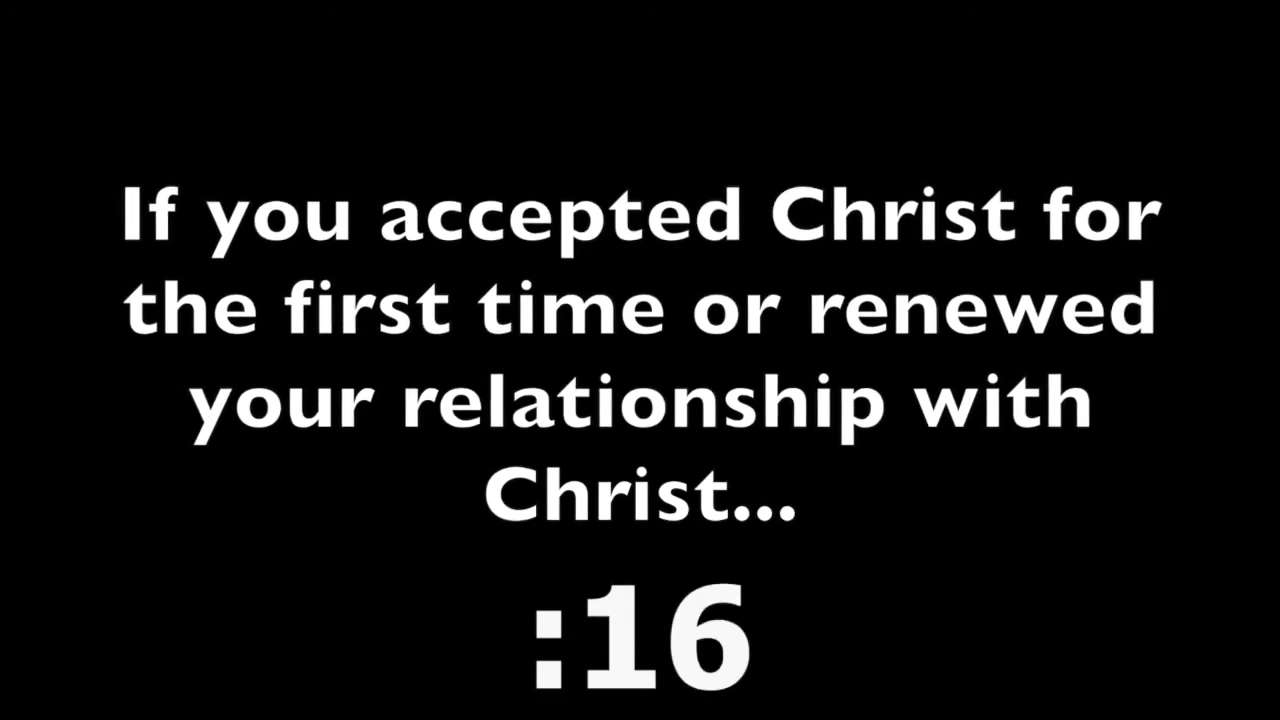 If you accepted Christ for
the first time or renewed
your relationship with
Christ...
:16